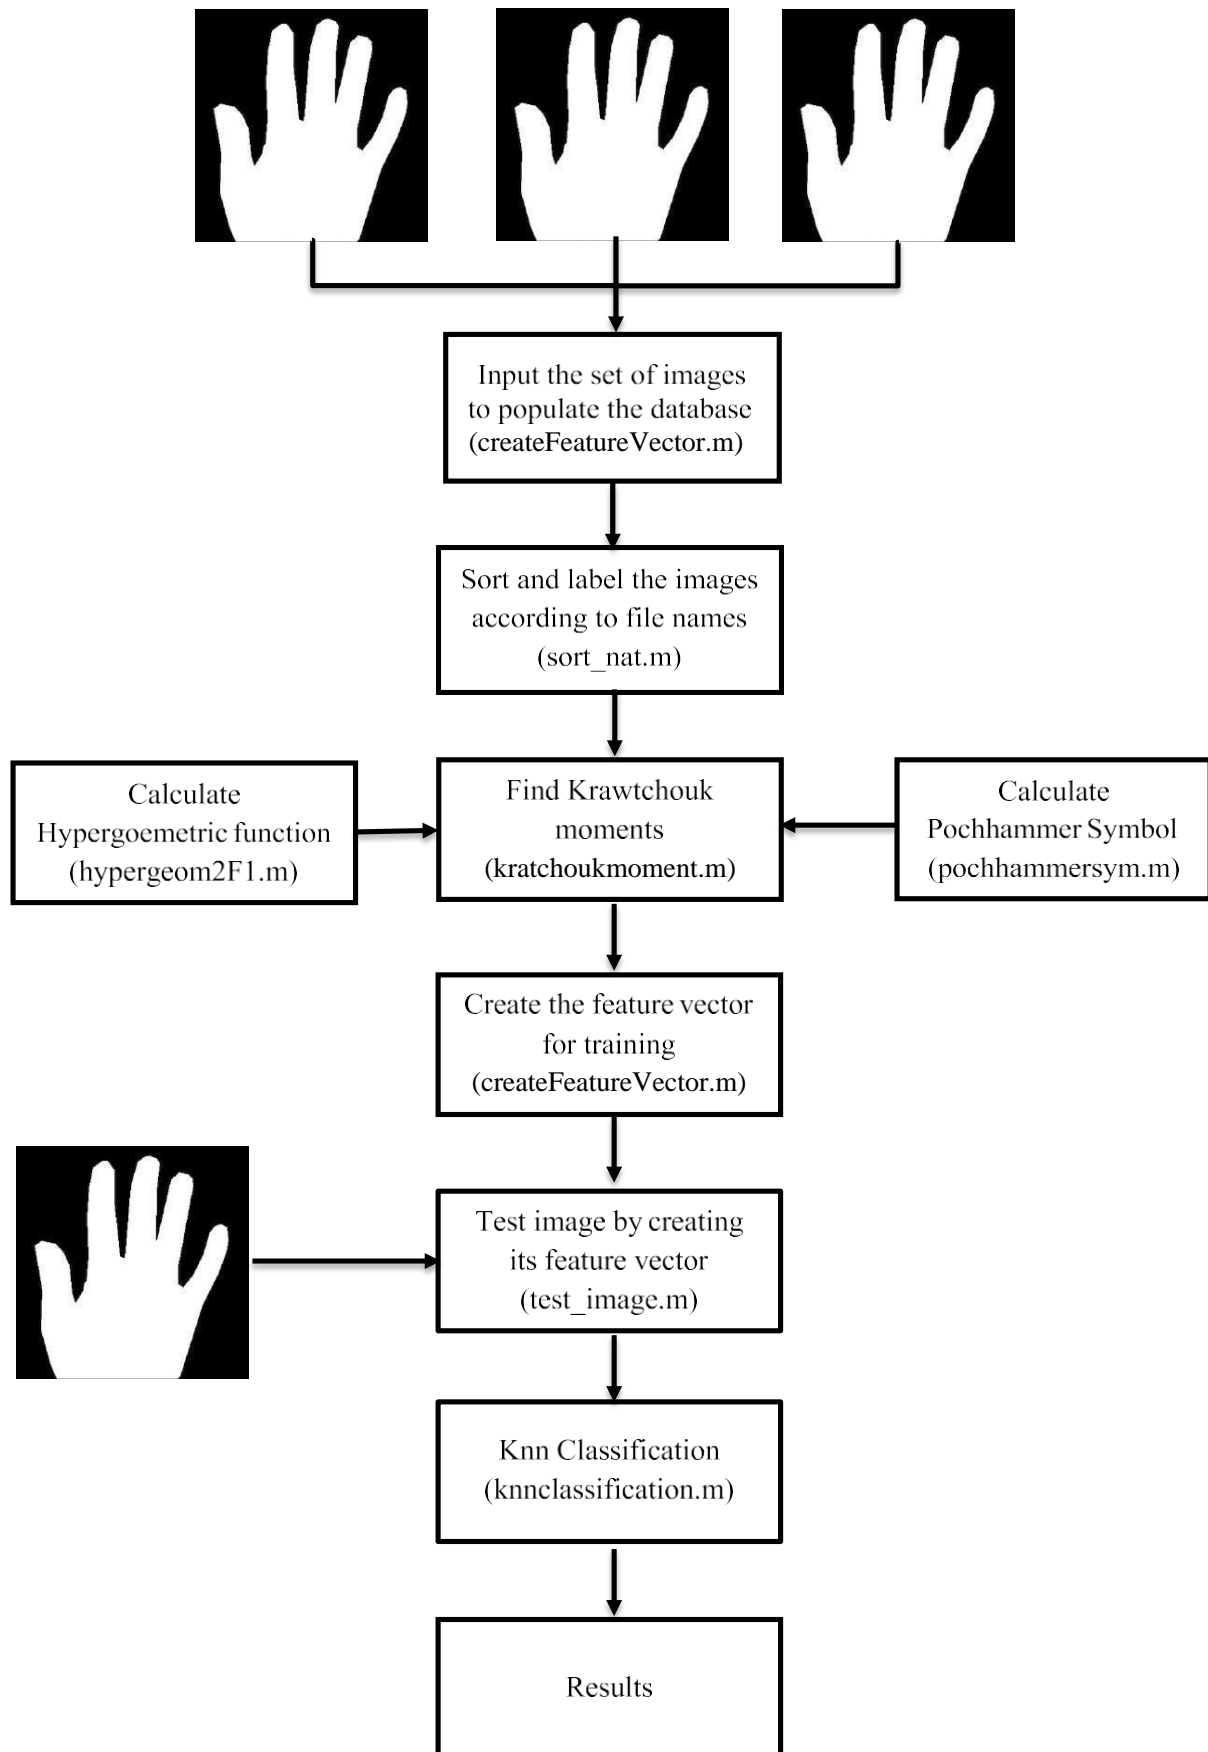 Input the set of images
to populate the database
(createFeatureVector.m)
Sort and label the images
according to file names
(sort_nat.m)
Calculate
Hypergoemetric function
(hypergeom2F1.m)
Find Krawtchouk
moments
(kratchoukmoment.m)
Calculate
Pochhammer Symbol
(pochhammersym.m)
Create the feature vector
for training
(createFeatureVector.m)
Test image by creating
its feature vector
(test_image.m)
Knn Classification
(knnclassification.m)
Results